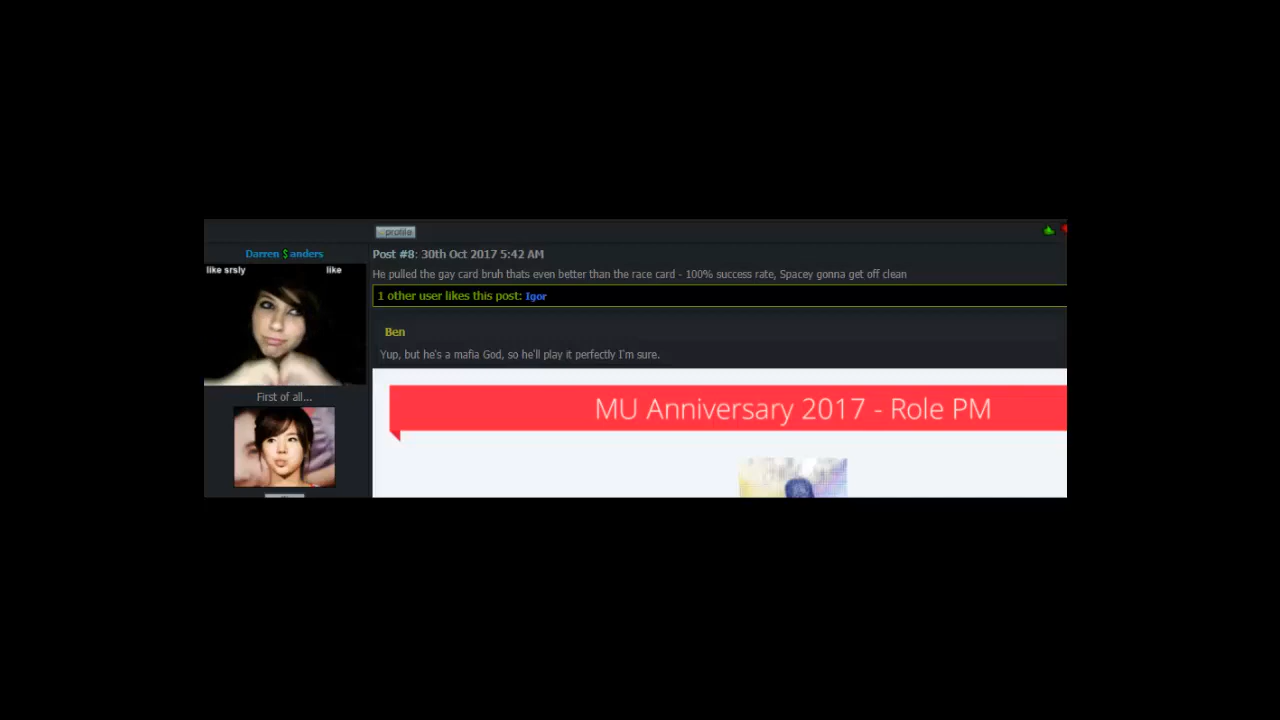 profile
Darren $anders
Post #8: 30th Oct 2017 5:42 AM
like srsly like
He pulled the gay card bruh thats even better than the race card - 100% success rate, Spacey gonna get off clean
1 other user likes this post: Igor
Ben
Yup, but he's a mafia God, so he'll play it perfectly I'm sure.
First of all...
MU Anniversary 2017 - Role PM